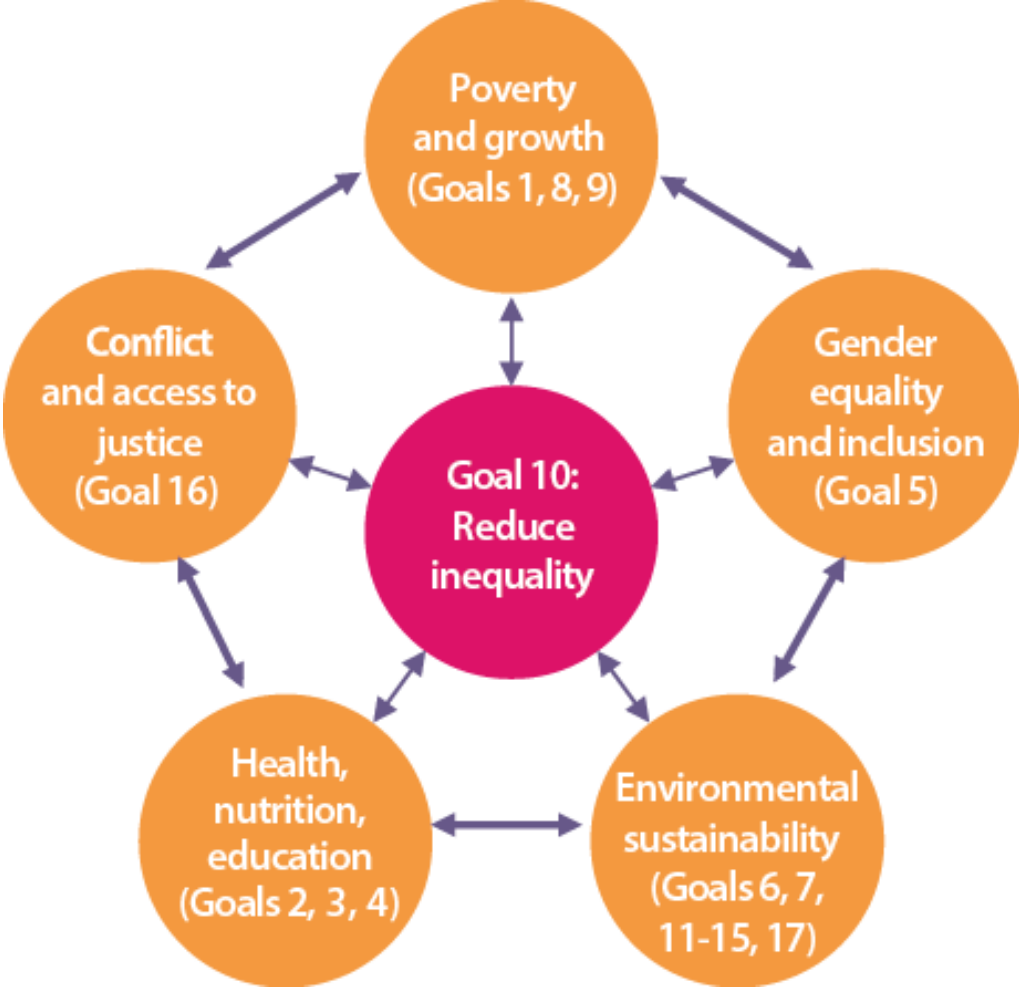 Poverty
and growth
(Goals 1, 8, 9)
Conflict
and access to
justice
(Goal 16)
Gender
equality
and inclusion
(Goal 5)
Goal 10:
Reduce
inequality
Health,
nutrition,
education
(Goals 2, 3, 4)
Environmental
sustainability
(Goals 6, 7,
11-15, 17)